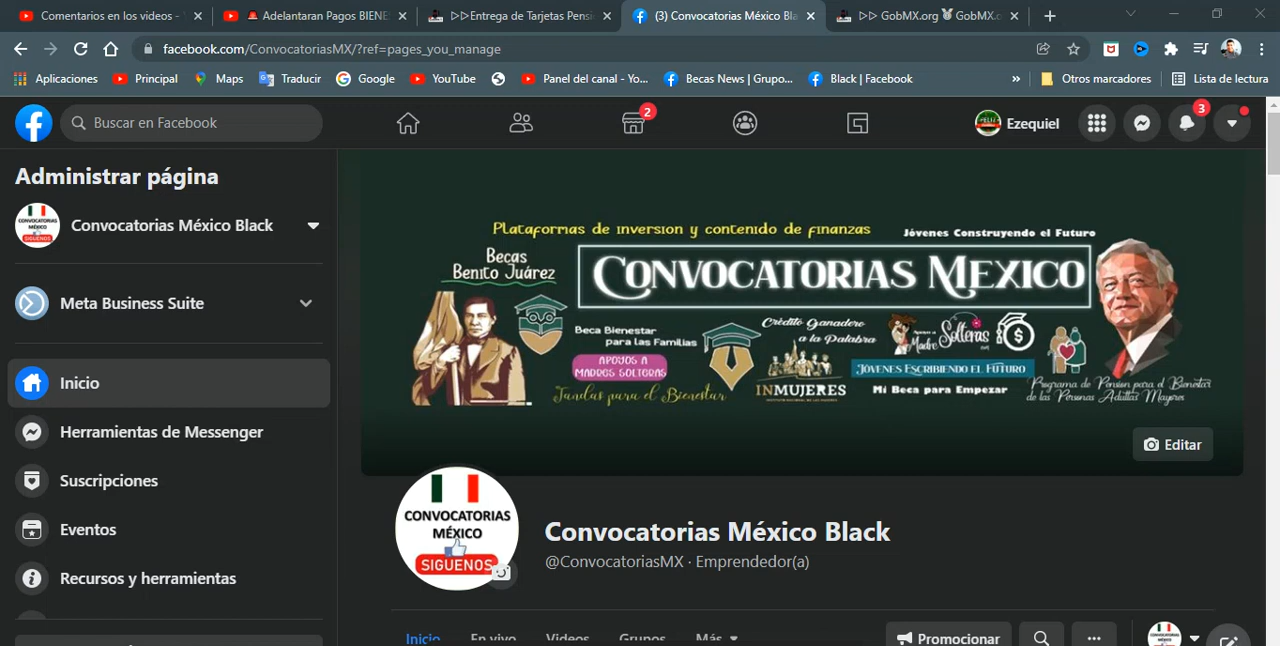 Comentarios en los videos -
Adelantaran Pagos BIENE
▷▷Entrega de Tarjetas Pensi
(3) Convocatorias México Bla
▷▷ GobMX.org GobMX.o
facebook.com/ConvocatoriasMX/?ref=pages_you_manage
Aplicaciones
Principal
Maps
Traducir
Google
YouTube
Panel del canal - Yo...
Becas News | Grupo...
Black | Facebook
»
Otros marcadores
Lista de lectura
Buscar en Facebook
2
Ezequiel
3
Administrar página
Convocatorias México Black
Meta Business Suite
Inicio
Herramientas de Messenger
Suscripciones
Eventos
Recursos y herramientas
Plataformas de inversion y contenido de finanzas
Jóvenes Construyendo el Futuro
Becas
Benito Juárez
CONVOCATORIAS MEXICO
Beca Bienestar
para las Familias
APOYOS A
MADRES SOLTERAS
Tandas para el Bienestar
Crédito Ganadero
a la Palabra
INMUJERES
Madres Solteras
JÓVENES ESCRIBIENDO EL FUTURO
Mi Beca para Empezar
Programa de Pension para el Bienestar
de las Personas Adultas Mayores
Editar
CONVOCATORIAS
MÉXICO
SIGUENOS
Convocatorias México Black
@ConvocatoriasMX · Emprendedor(a)
Inicio
En vivo
Videos
Grupos
Más
Promocionar